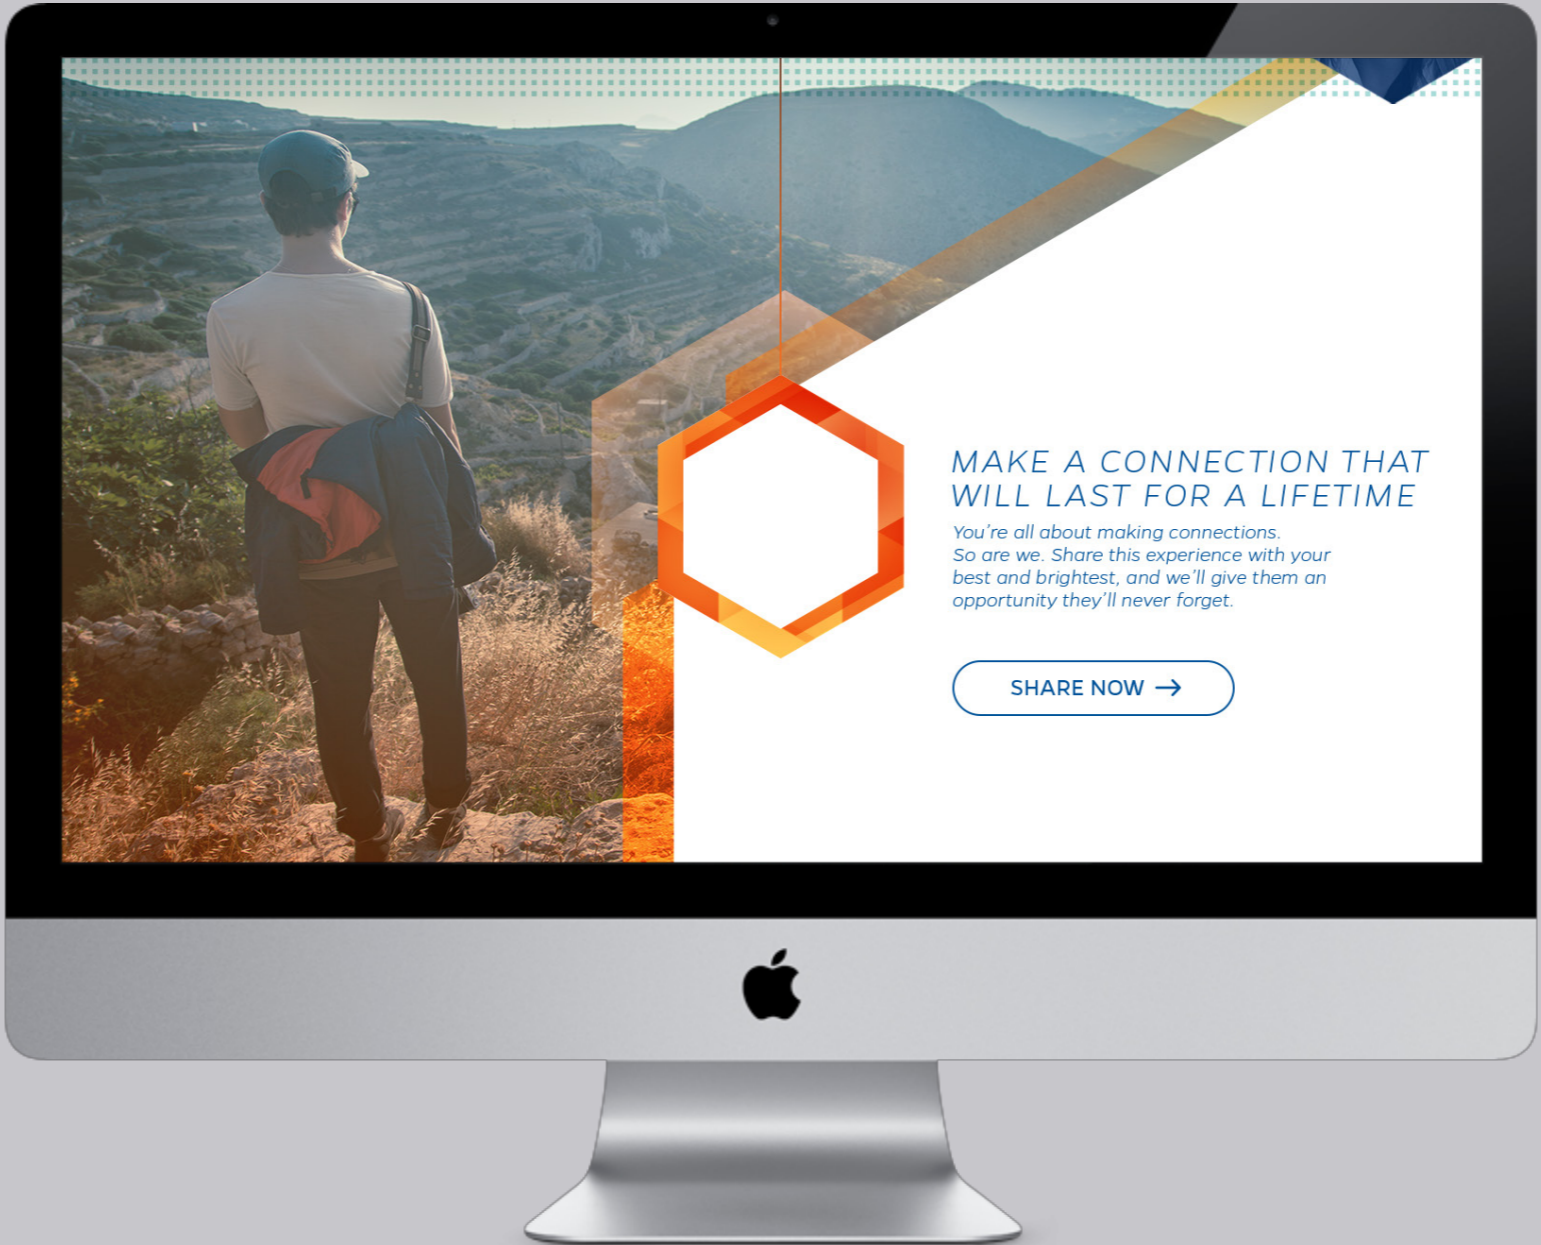 MAKE A CONNECTION THAT
WILL LAST FOR A LIFETIME
You're all about making connections.
So are we. Share this experience with your
best and brightest, and we'll give them an
opportunity they'll never forget.
SHARE NOW →